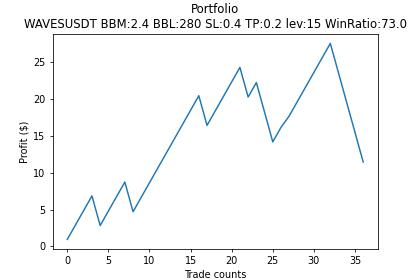 Portfolio
WAVESUSDT BBM:2.4 BBL:280 SL:0.4 TP:0.2 lev:15 WinRatio:73.0
Profit ($)
25
20
15
10
5
0
0 5 10 15 20 25 30 35
Trade counts